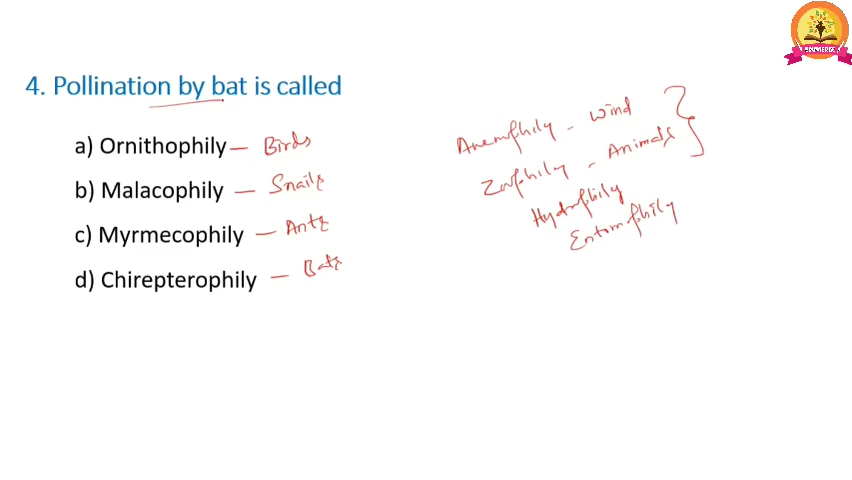 4. Pollination by bat is called
a) Ornithophily – Birds
b) Malacophily – Snails
c) Myrmecophily – Ants
d) Chirepterophily – Bats
Anemophily - Wind
Zoophily - Animals
Hydrophily
Entomophily
EDUMERGE